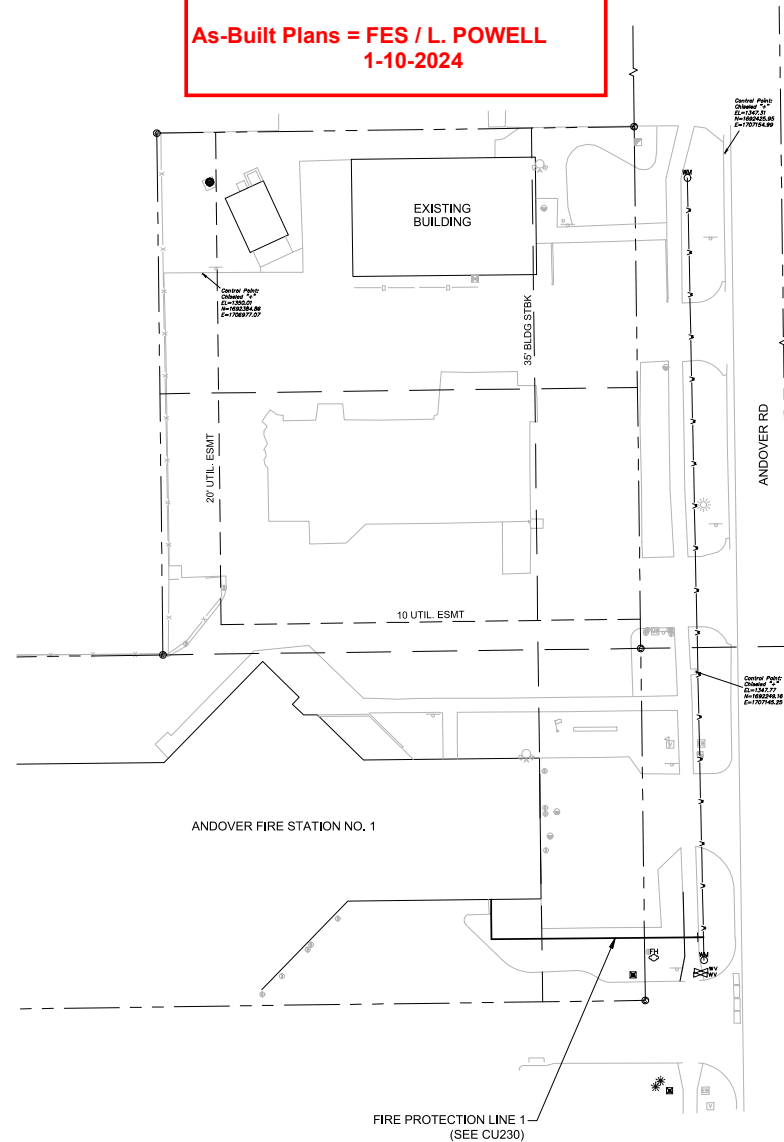 As-Built Plans = FES / L. POWELL
1-10-2024
Control Point:
Chiseled "+"
EL=1347.31
N=1692425.95
E=1707154.99
WM
EXISTING
BUILDING
Control Point:
Chiseled "+"
EL=1350.01
N=1692384.86
E=1706977.07
35' BLDG STBK
ANDOVER RD
20' UTIL. ESMT
10 UTIL. ESMT
Control Point:
Chiseled "+"
EL=1347.77
N=1692249.16
E=1707145.25
ANDOVER FIRE STATION NO. 1
FH
WM
WV
WV
FIRE PROTECTION LINE 1
(SEE CU230)